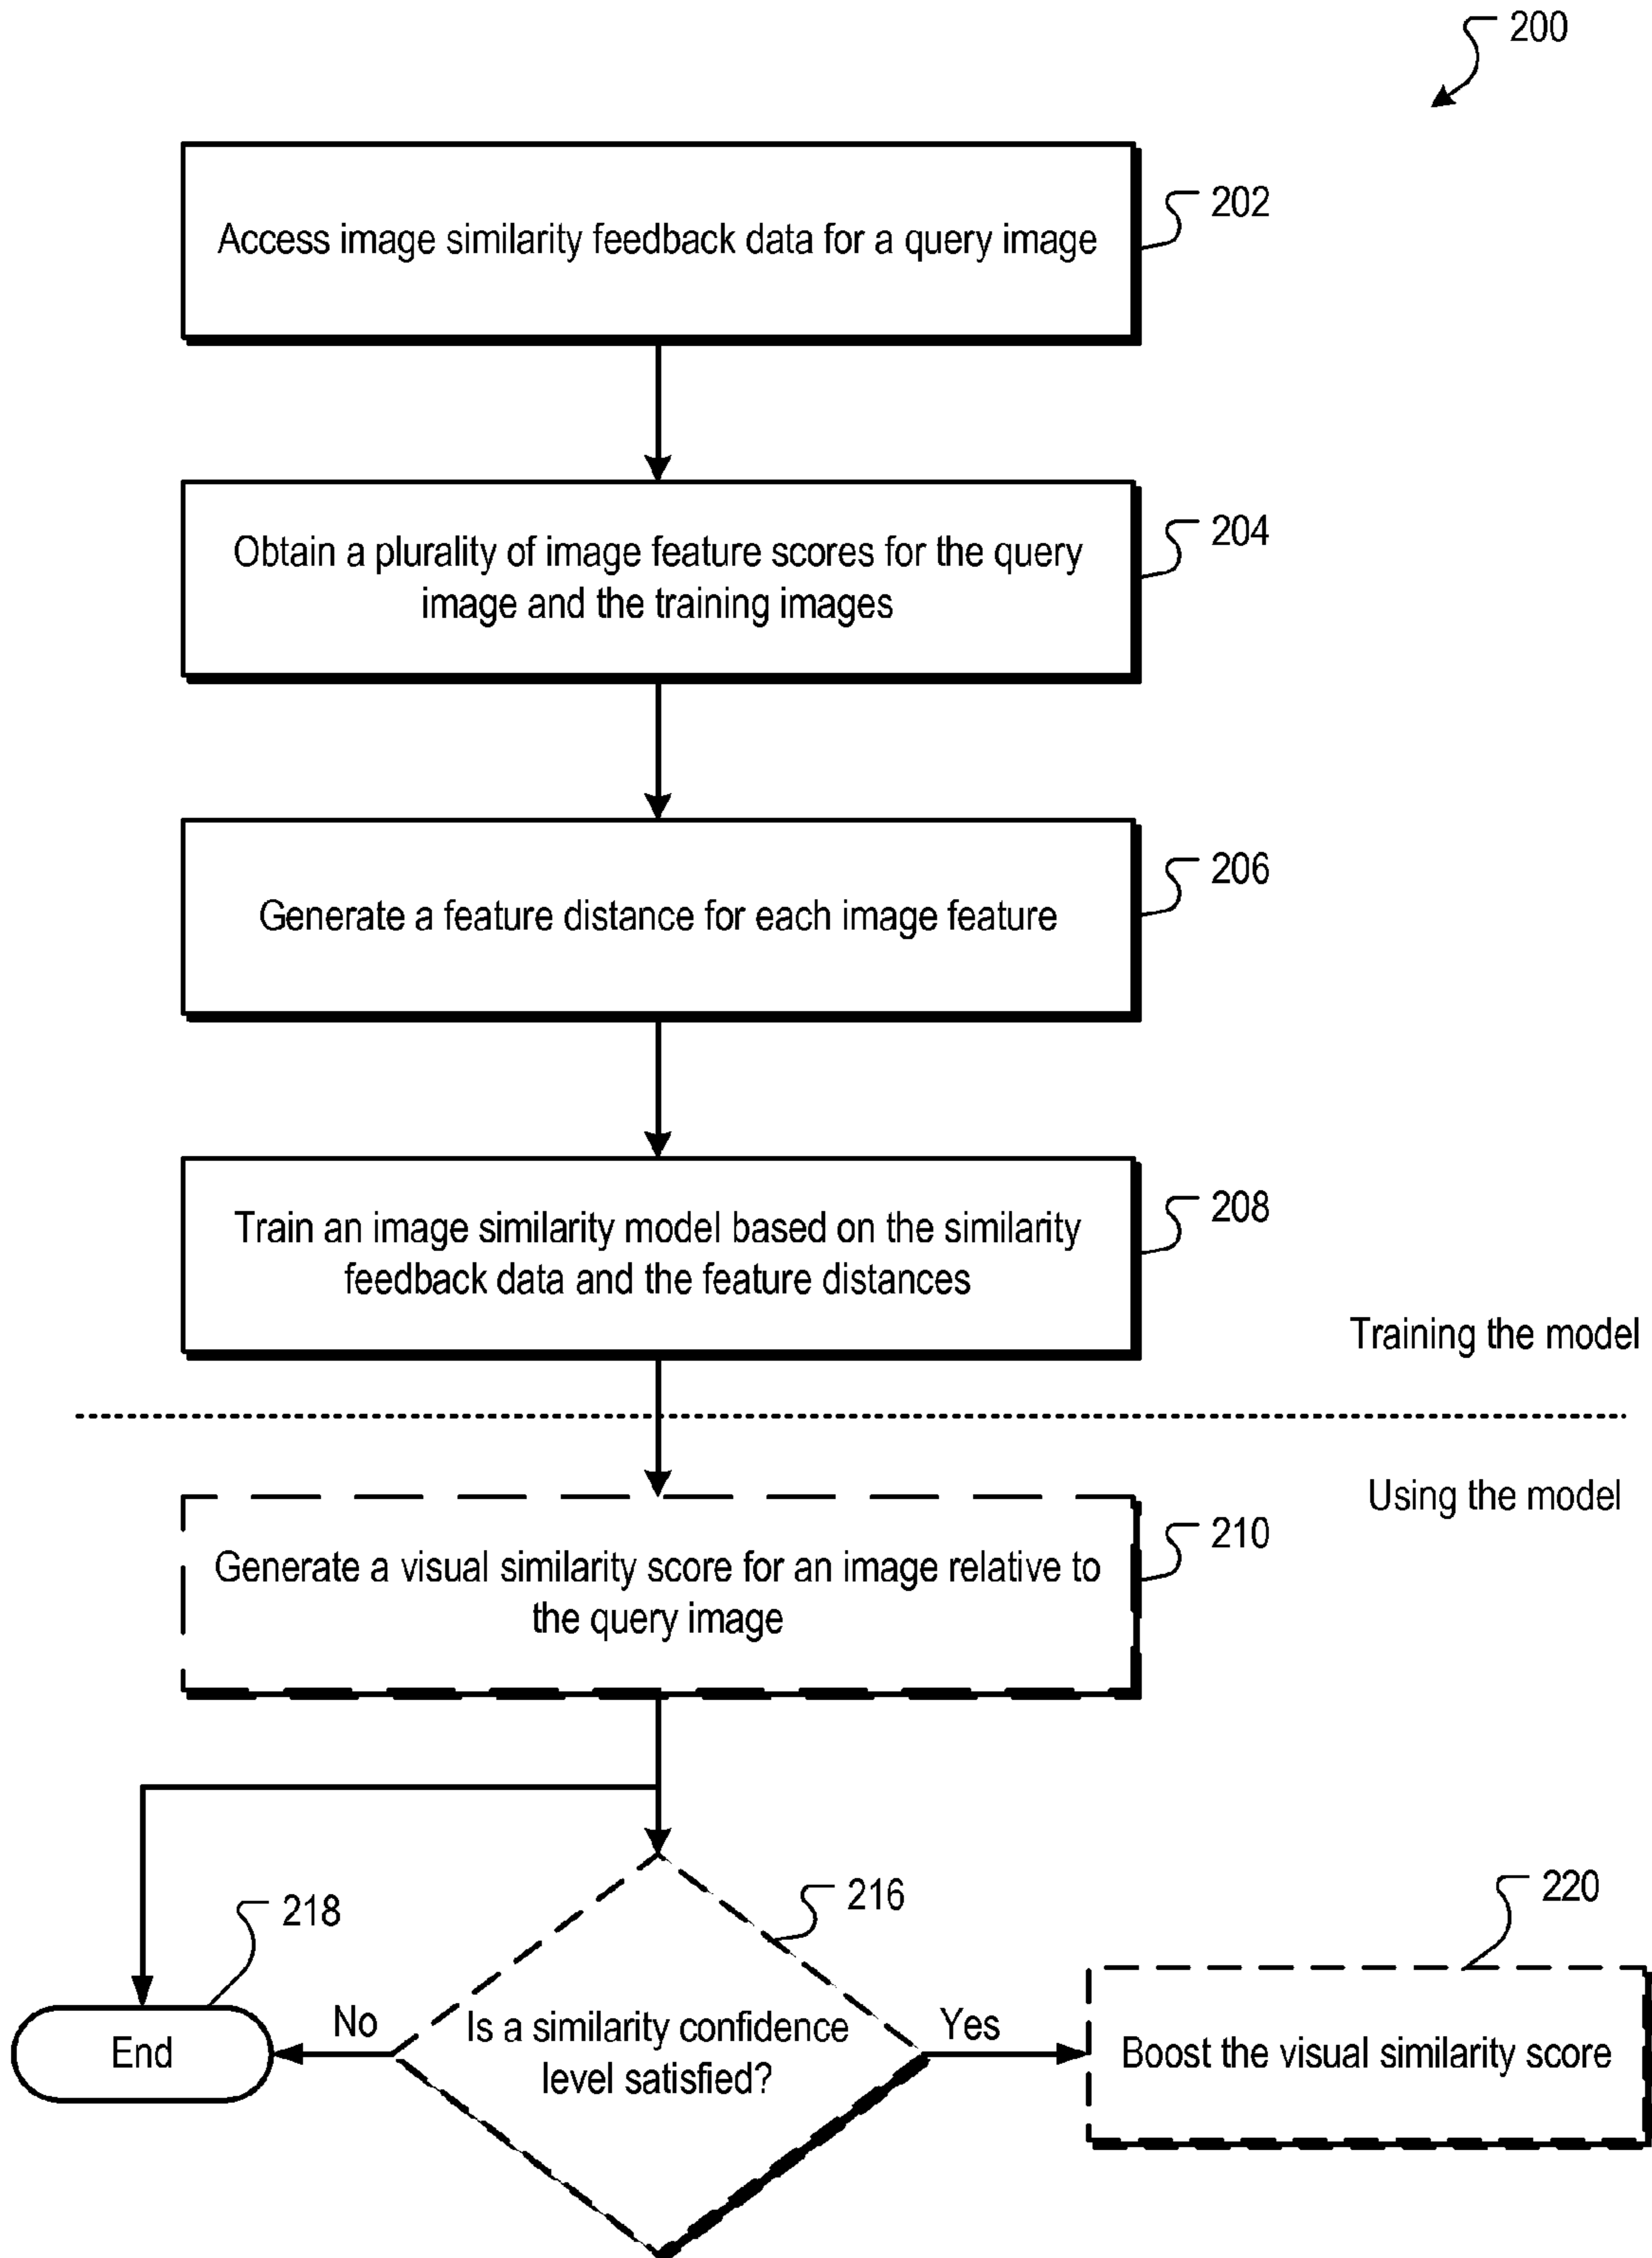 200
Access image similarity feedback data for a query image
202
Obtain a plurality of image feature scores for the query
image and the training images
204
Generate a feature distance for each image feature
206
Train an image similarity model based on the similarity
feedback data and the feature distances
208
Training the model
Using the model
Generate a visual similarity score for an image relative to
the query image
210
218
216
220
End
No
Is a similarity confidence
level satisfied?
Yes
Boost the visual similarity score